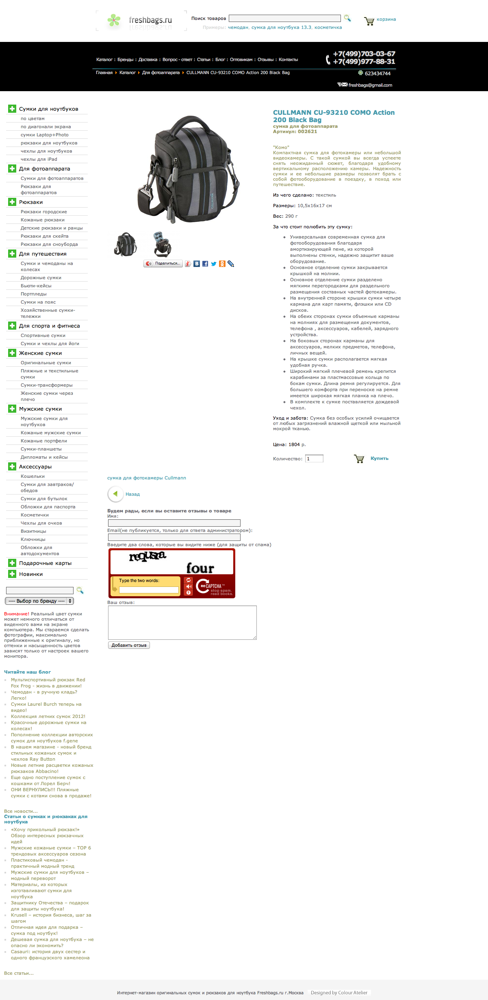 freshbags.ru
Поиск товаров
Примеры: чемодан, сумка для ноутбука 13.3, косметичка
корзина
Каталог : Бренды : Доставка : Вопрос - ответ : Статьи : Блог : Оптовикам : Отзывы : Контакты
+7(499)703-03-67
+7(499)977-88-31
Главная Каталог Для фотоаппарата CULLMANN CU-93210 COMO Action 200 Black Bag
623434744
freshbags@gmail.com
Сумки для ноутбуков
по цветам
по диагонали экрана
сумки Laptop+Photo
рюкзаки для ноутбуков
чехлы для ноутбуков
чехлы для iPad
Для фотоаппарата
Сумки для фотоаппаратов
Рюкзаки для
фотоаппаратов
Рюкзаки
Рюкзаки городские
Кожаные рюкзаки
Детские рюкзаки и ранцы
Рюкзаки для скейта
Рюкзаки для сноуборда
Для путешествия
Сумки и чемоданы на
колесах
Дорожные сумки
Бьюти-кейсы
Портпледы
Сумки на пояс
Хозяйственные сумки-
тележки
Для спорта и фитнеса
Спортивные сумки
Сумки и чехлы для йоги
Женские сумки
Оригинальные сумки
Пляжные и текстильные
сумки
Сумки-трансформеры
Женские сумки через
плечо
Мужские сумки
Мужские сумки для
ноутбуков
Кожаные мужские сумки
Кожаные портфели
Сумки-планшеты
Дипломаты и кейсы
Аксессуары
Кошельки
Сумки для завтраков/
обедов
Сумки для бутылок
Обложки для паспорта
Косметички
Чехлы для очков
Визитницы
Ключницы
Обложки для
автодокументов
Подарочные карты
Новинки
---- Выбор по бренду ----
Внимание! Реальный цвет сумки
может немного отличаться от
виденного вами на экране
компьютера. Мы стараемся сделать
фотографии, максимально
приближенные к оригиналу, но
оттенки и насыщенность цветов
зависят только от настроек вашего
монитора.
Читайте наш блог
Мультиспортивный рюкзак Red
Fox Frog - жизнь в движении!
Чемодан - в ручную кладь?
Легко!
Сумки Laurel Burch теперь на
видео!
Коллекция летних сумок 2012!
Красочные дорожные сумки на
колесах!
Пополнение коллекции авторских
сумок для ноутбуков f.gene
В нашем магазине - новый бренд
стильных кожаных сумок и
чехлов Ray Button
Новые летние расцветки кожаных
рюкзаков Abbacino!
Еще одно поступление сумок с
кошками от Лорел Берч!
ОНИ ВЕРНУЛИСЬ!!! Пляжные
сумки с котами снова в продаже!
Все новости...
Статьи о сумках и рюкзаках для
ноутбука
«Хочу прикольный рюкзак!»
Обзор интересных рюкзачных
идей
Мужские кожаные сумки – TOP 6
трендовых аксессуаров сезона
Пластиковый чемодан -
практичный модный тренд
Мужские сумки для ноутбуков –
модный переворот
Материалы, из которых
изготавливают сумки для
ноутбука
Защитнику Отечества – подарок
для защиты ноутбука!
Krusell – история бизнеса, шаг за
шагом
Отличная идея для подарка –
сумка под ноутбук!
Дешевая сумка для ноутбука – не
опасно ли экономить?
Casauri: история двух сестер и
одного французского хамелеона
Все статьи...
CULLMANN
Поделиться...
CULLMANN CU-93210 COMO Action
200 Black Bag
сумка для фотоаппарата
Артикул: 002621
"Комо"
Компактная сумка для фотокамеры или небольшой
видеокамеры. С такой сумкой вы всегда успеете
снять неожиданный сюжет, благодаря удобному
вертикальному расположению камеры. Надежность
сумки и ее небольшие размеры позволят брать с
собой фотооборудование в поездку, в поход или
путешествие.
Из чего сделано: текстиль
Размеры: 10,5x16x17 см
Вес: 290 г
За что стоит полюбить эту сумку:
Универсальная современная сумка для
фотооборудования благодаря
амортизирующей пене, из которой
выполнены стенки, надежно защитит ваше
оборудование.
Основное отделение сумки закрывается
крышкой на молнии.
Основное отделение сумки разделено
мягкими перегородками для раздельного
размещения составных частей фотокамеры.
На внутренней стороне крышки сумки четыре
кармана для карт памяти, флэшки или CD
дисков.
На обеих сторонах сумки объемные карманы
на молниях для размещения документов,
телефона , аксессуаров, кабелей, зарядного
устройства.
На боковых сторонах карманы для
аксессуаров, мелких предметов, телефона,
личных вещей.
На крышке сумки располагается мягкая
удобная ручка.
Широкий мягкий плечевой ремень крепится
карабинами за пластмассовые кольца по
бокам сумки. Длина ремня регулируется. Для
большего комфорта при переноске на ремне
имеется широкая мягкая планка на плечо.
В комплекте к сумке поставляется дождевой
чехол.
Уход и забота: Сумка без особых усилий очищается
от любых загрязнений влажной щеткой или мыльной
мокрой тканью.
Цена: 1804 р.
Количество: 1
Купить
сумка для фотокамеры Cullmann
Назад
Будем рады, если вы оставите отзывы о товаре
Имя:
Email(не публикуется, только для ответа администратором):
Введите два слова, которые вы видите ниже (для защиты от спама)
four
Type the two words:
reCAPTCHA™
stop spam.
read books.
Ваш отзыв:
Добавить отзыв
Интернет-магазин оригинальных сумок и рюкзаков для ноутбука Freshbags.ru г.Москва
Designed by Colour Atelier